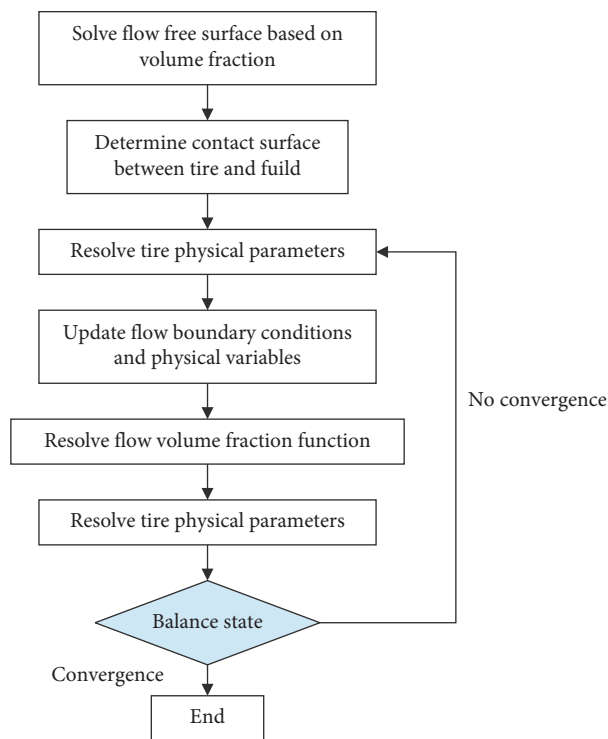 Solve flow free surface based on
volume fraction
Determine contact surface
between tire and fuild
Resolve tire physical parameters
Update flow boundary conditions
and physical variables
No convergence
Resolve flow volume fraction function
Resolve tire physical parameters
Balance state
Convergence
End